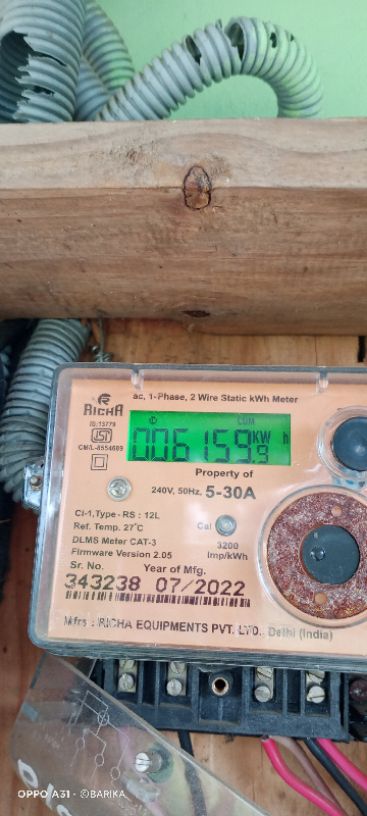 ac, 1-Phase, 2 Wire Static kWh Meter
RICHA
IS:13779
ISI
CM/L-8554609
CUM
006159.9 KW h
Property of
240V, 50Hz, 5-30A
Cl-1,Type - RS : 12L
Ref. Temp. 27°C
Cal
DLMS Meter CAT-3
3200
Firmware Version 2.05
imp/kWh
Sr. No. Year of Mfg.
343238 07/2022
Mfrs : RICHA EQUIPMENTS PVT. LTD., Delhi (India)
OPPO A31 · ©BARIKA